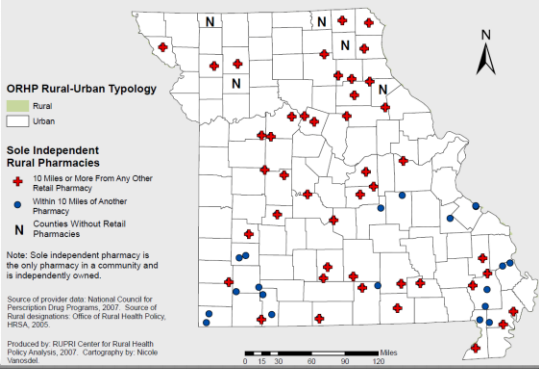 N
N
N
N
N
N
ORHP Rural-Urban Typology
Rural
Urban
Sole Independent
Rural Pharmacies
10 Miles or More From Any Other
Retail Pharmacy
Within 10 Miles of Another
Pharmacy
N Counties Without Retail
Pharmacies
Note: Sole independent pharmacy is
the only pharmacy in a community and
is independently owned.
Source of provider data: National Council for
Perscription Drug Programs, 2007. Source of
Rural designations: Office of Rural Health Policy,
HRSA, 2005.
Produced by: RUPRI Center for Rural Health
Policy Analysis, 2007. Cartography by: Nicole
Vanosdel.
Miles
0 15 30 60 90 120